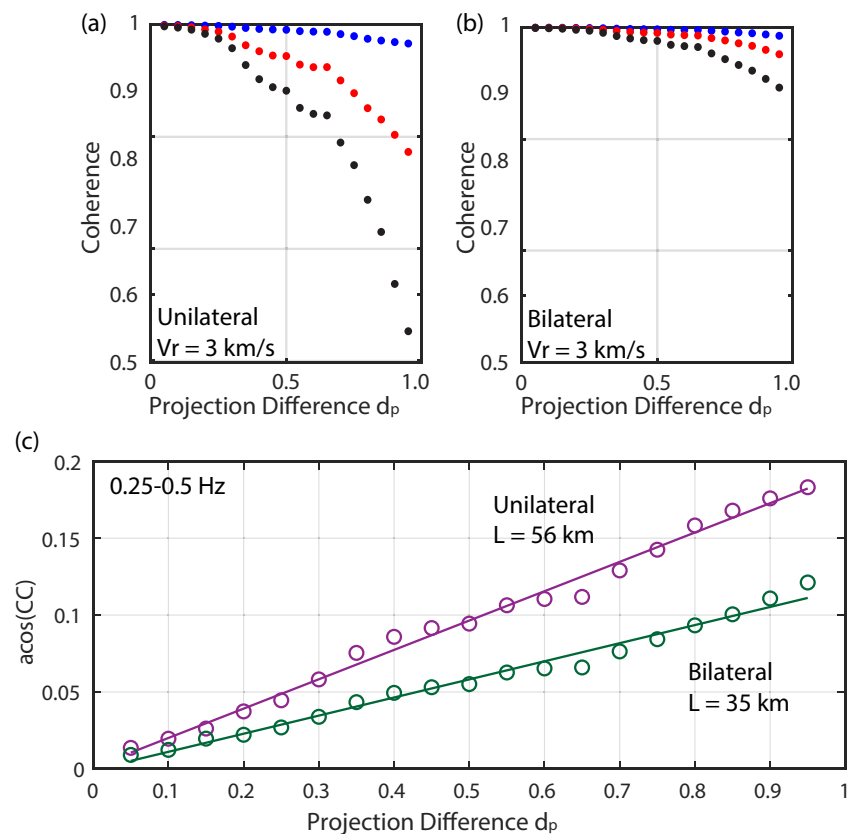 (a)
1
0.9
0.8
0.7
0.6
0.5
Coherence
Unilateral
Vr = 3 km/s
0
0.5
1.0
Projection Difference dp
(b)
1
0.9
0.8
0.7
0.6
0.5
Coherence
Bilateral
Vr = 3 km/s
0
0.5
1.0
Projection Difference dp
(c)
0.2
0.15
0.1
0.05
0
acos(CC)
0.25-0.5 Hz
Unilateral
L = 56 km
Bilateral
L = 35 km
0
0.1
0.2
0.3
0.4
0.5
0.6
0.7
0.8
0.9
1
Projection Difference dp